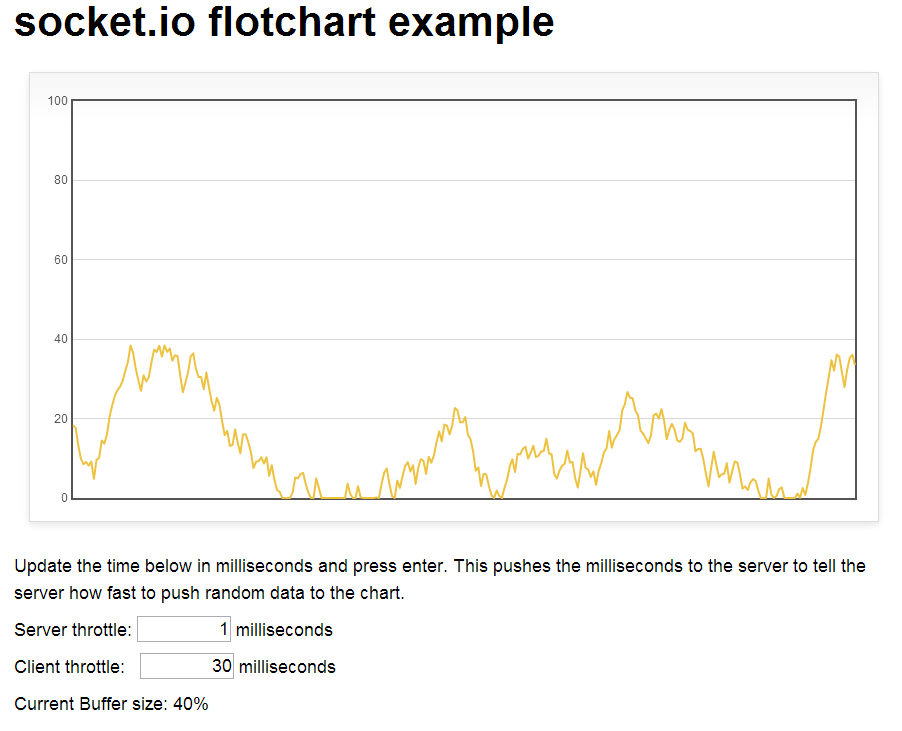 socket.io flotchart example
100
80
60
40
20
0
Update the time below in milliseconds and press enter. This pushes the milliseconds to the server to tell the
server how fast to push random data to the chart.
Server throttle: 1 milliseconds
Client throttle: 30 milliseconds
Current Buffer size: 40%